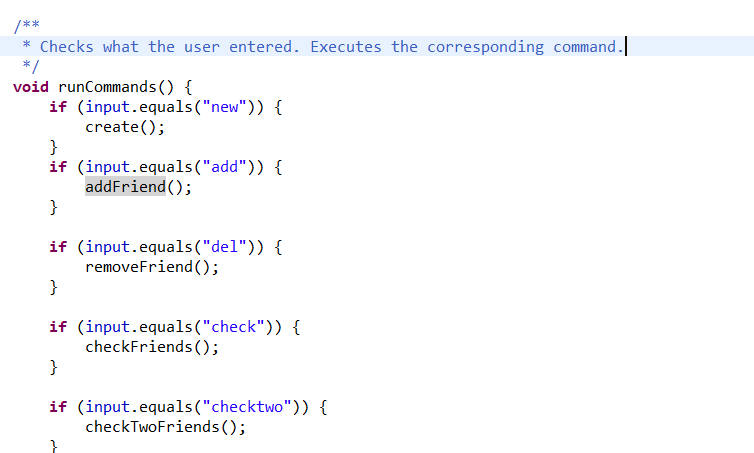 /**
 * Checks what the user entered. Executes the corresponding command.
 */
void runCommands() {
    if (input.equals("new")) {
        create();
    }
    if (input.equals("add")) {
        addFriend();
    }

    if (input.equals("del")) {
        removeFriend();
    }

    if (input.equals("check")) {
        checkFriends();
    }

    if (input.equals("checktwo")) {
        checkTwoFriends();
    }